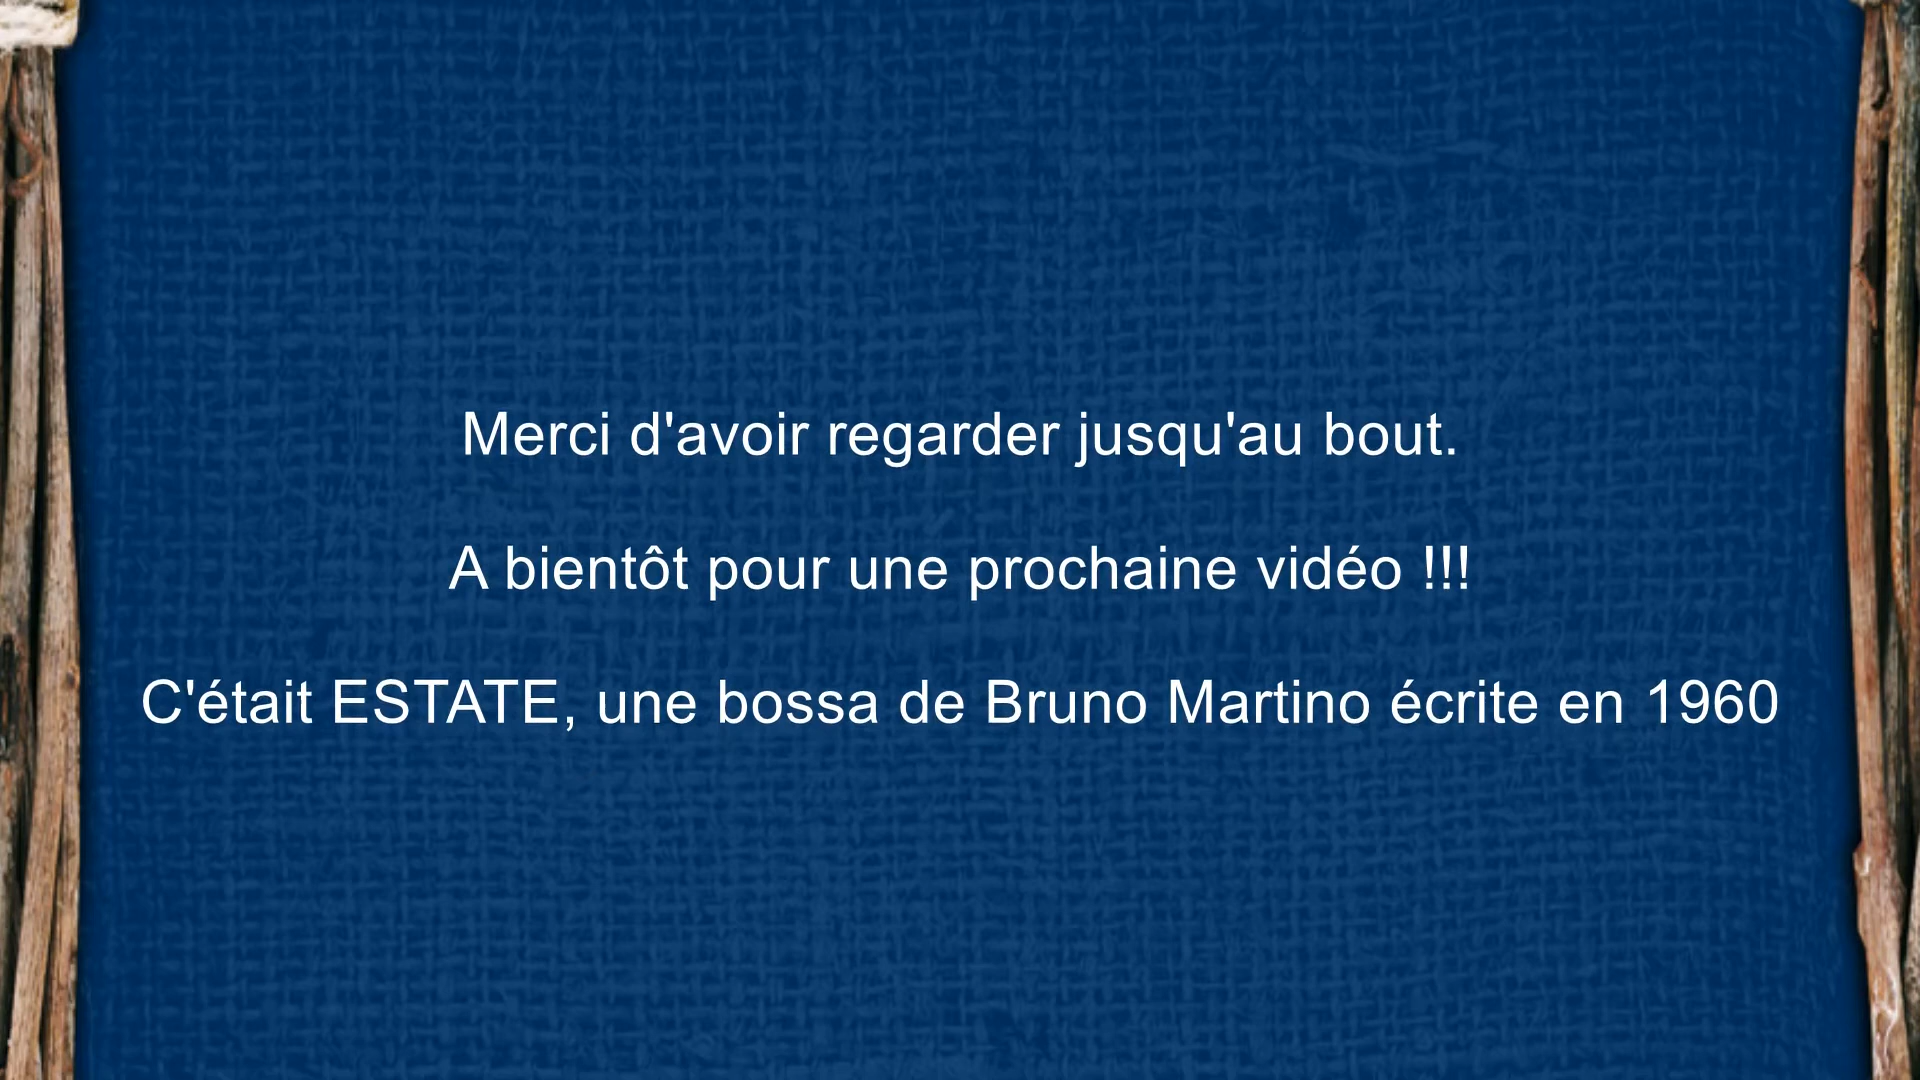 Merci d'avoir regarder jusqu'au bout.
A bientôt pour une prochaine vidéo !!!
C'était ESTATE, une bossa de Bruno Martino écrite en 1960